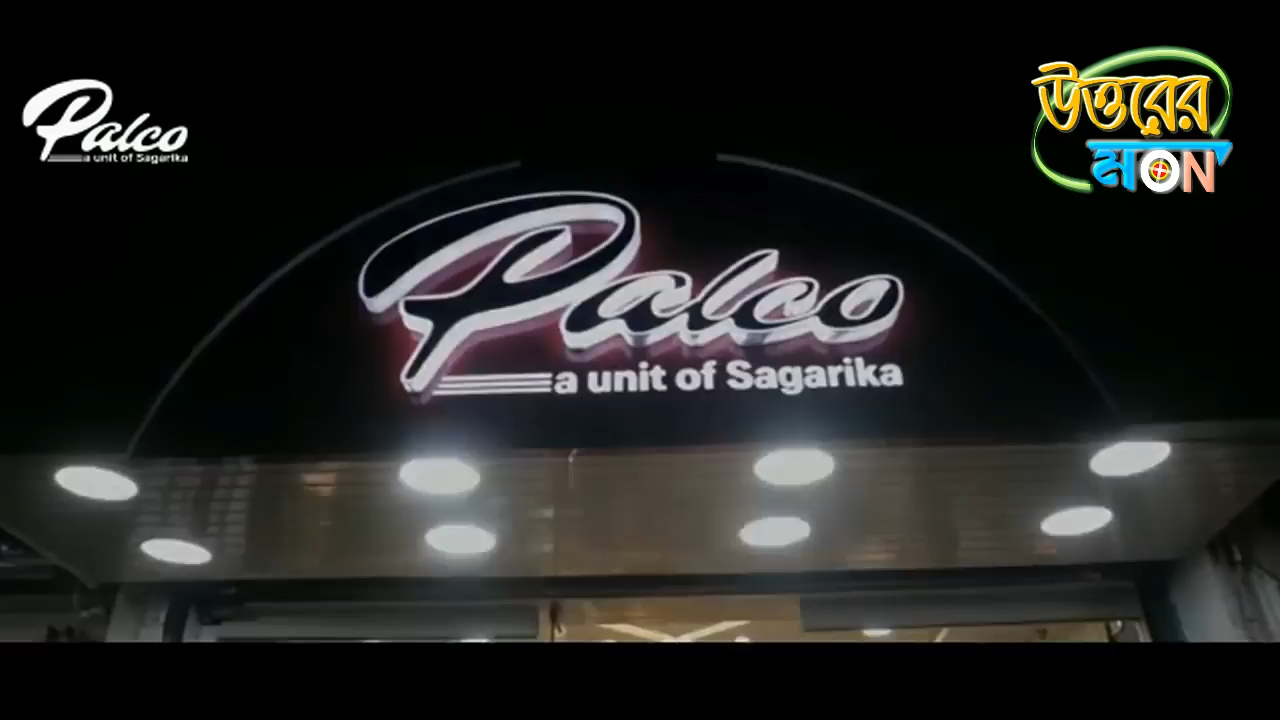 Palco
a unit of Sagarika
উত্তরের
মON
Palco
a unit of Sagarika